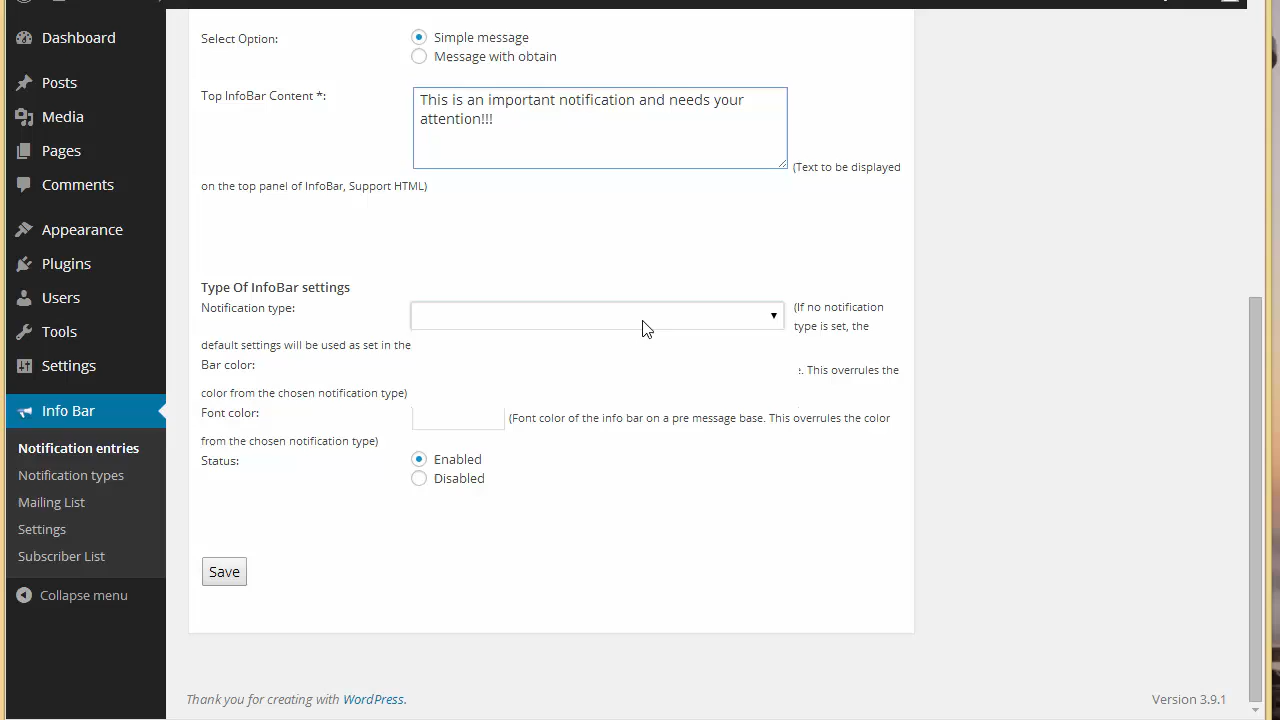 Dashboard
Posts
Media
Pages
Comments
Appearance
Plugins
Users
Tools
Settings
Info Bar
Notification entries
Notification types
Mailing List
Settings
Subscriber List
Collapse menu
Select Option:
Simple message
Message with obtain
Top InfoBar Content *:
This is an important notification and needs your
attention!!!
(Text to be displayed
on the top panel of InfoBar, Support HTML)
Type Of InfoBar settings
Notification type:
(If no notification
type is set, the
default settings will be used as set in the
Bar color:
. This overrules the
color from the chosen notification type)
Font color:
(Font color of the info bar on a pre message base. This overrules the color
from the chosen notification type)
Status:
Enabled
Disabled
Save
Thank you for creating with WordPress.
Version 3.9.1